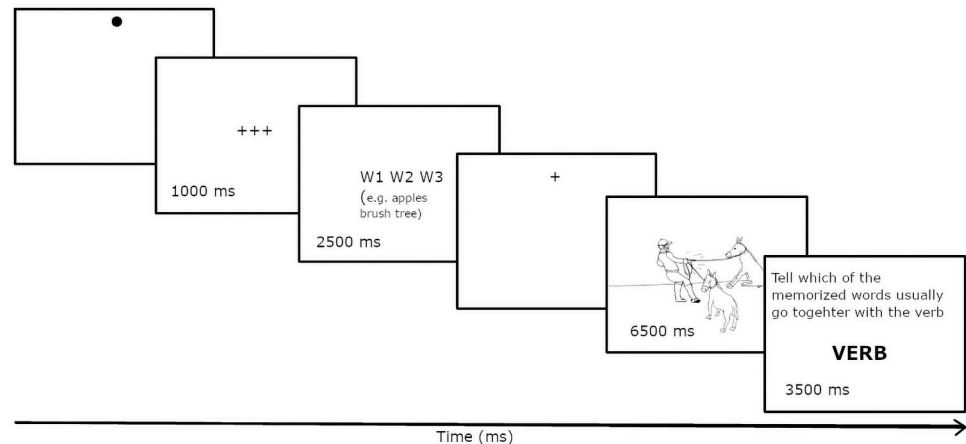 +++
1000 ms
W1 W2 W3
(e.g. apples
brush tree)
2500 ms
+
6500 ms
Tell which of the
memorized words usually
go togehter with the verb
VERB
3500 ms
Time (ms)